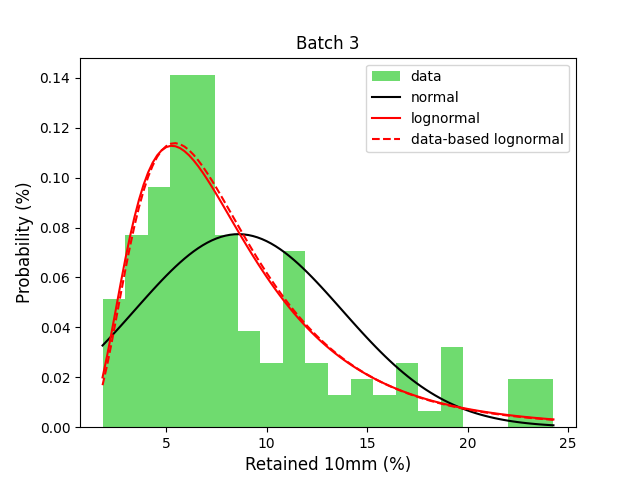 Batch 3
data
normal
lognormal
data-based lognormal
0.14
0.12
0.10
0.08
0.06
0.04
0.02
0.00
Probability (%)
5
10
15
20
25
Retained 10mm (%)